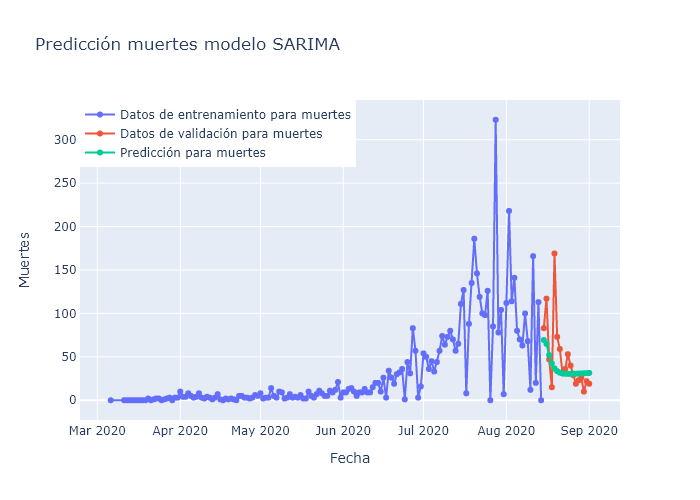 Predicción muertes modelo SARIMA
Datos de entrenamiento para muertes
Datos de validación para muertes
Predicción para muertes
300
250
200
150
100
50
0
Muertes
Mar 2020
Apr 2020
May 2020
Jun 2020
Jul 2020
Aug 2020
Sep 2020
Fecha